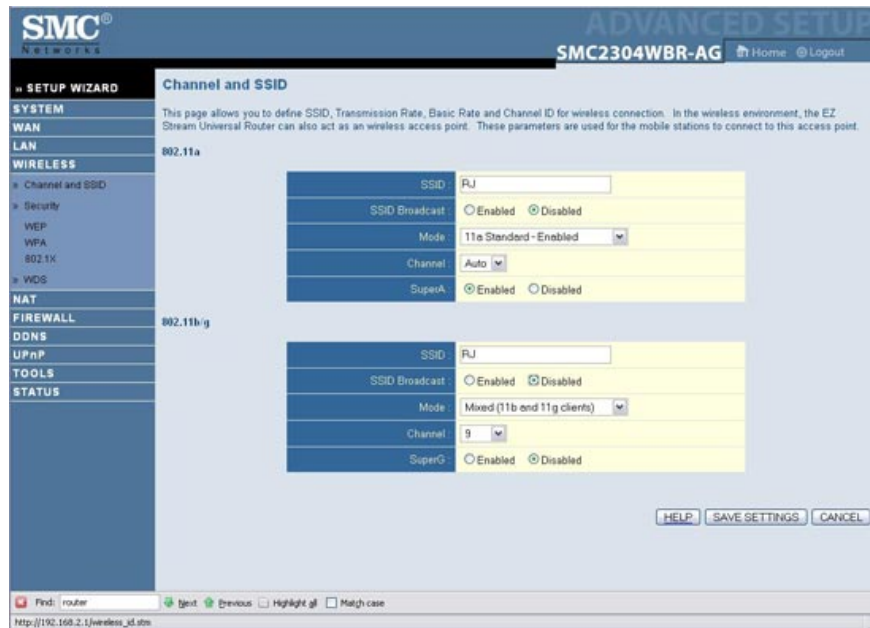 SMC®
Networks
ADVANCED SETUP
SMC2304WBR-AG Home Logout
» SETUP WIZARD
SYSTEM
WAN
LAN
WIRELESS
» Channel and SSID
» Security
WEP
WPA
802.1X
» WDS
NAT
FIREWALL
DDNS
UPnP
TOOLS
STATUS
Channel and SSID
This page allows you to define SSID, Transmission Rate, Basic Rate and Channel ID for wireless connection. In the wireless environment, the EZ
Stream Universal Router can also act as an wireless access point. These parameters are used for the mobile stations to connect to this access point.
802.11a
SSID : RJ
SSID Broadcast : Enabled Disabled
Mode : 11a Standard - Enabled
Channel : Auto
SuperA : Enabled Disabled
802.11b/g
SSID : RJ
SSID Broadcast : Enabled Disabled
Mode : Mixed (11b and 11g clients)
Channel : 9
SuperG : Enabled Disabled
HELP SAVE SETTINGS CANCEL
Find: router Next Previous Highlight all Match case
http://192.168.2.1/wireless_id.stm